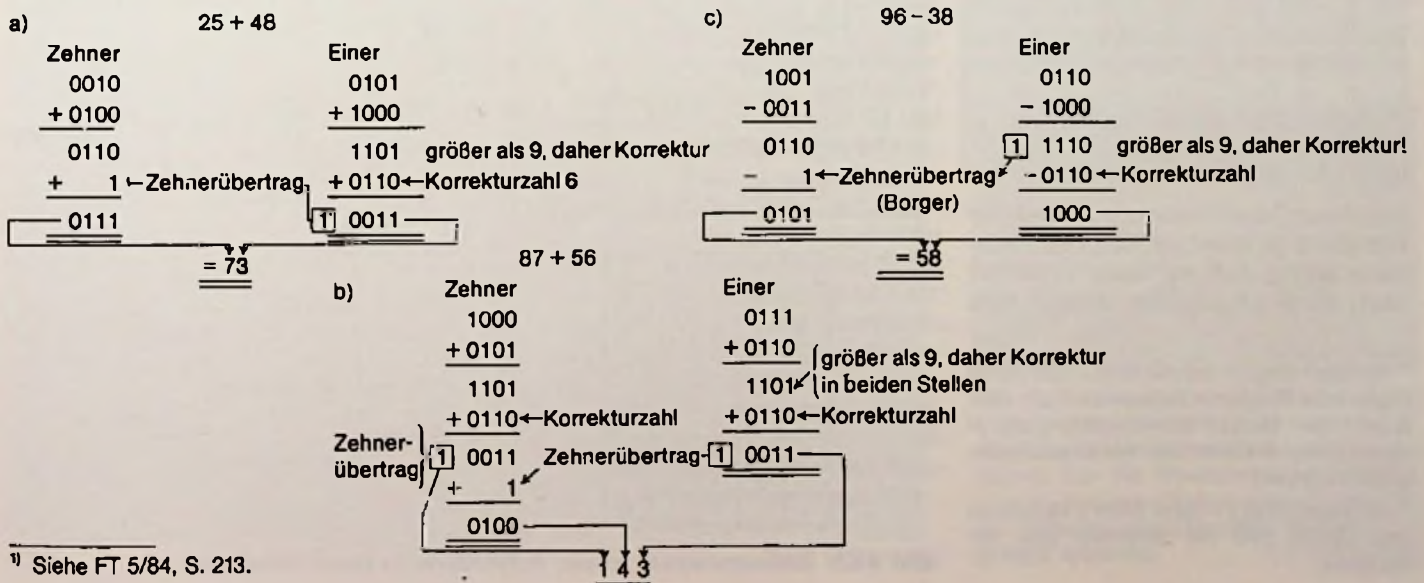 a) 25 + 48
Zehner Einer
0010 0101
+ 0100 + 1000
0110 1101 größer als 9, daher Korrektur
+ 1 ←Zehnerübertrag + 0110←Korrekturzahl 6
0111 1 0011
= 73
c) 96 – 38
Zehner Einer
1001 0110
– 0011 – 1000
0110 1 1110 größer als 9, daher Korrektur!
– 1←Zehnerübertrag – 0110←Korrekturzahl
(Borger)
0101 1000
= 58
b) 87 + 56
Zehner Einer
1000 0111
+ 0101 + 0110 größer als 9, daher Korrektur
1101 1101 in beiden Stellen
+ 0110←Korrekturzahl + 0110←Korrekturzahl
Zehner-
übertrag 1 0011 Zehnerübertrag 1 0011
+ 1
0100
1 4 3
1) Siehe FT 5/84, S. 213.